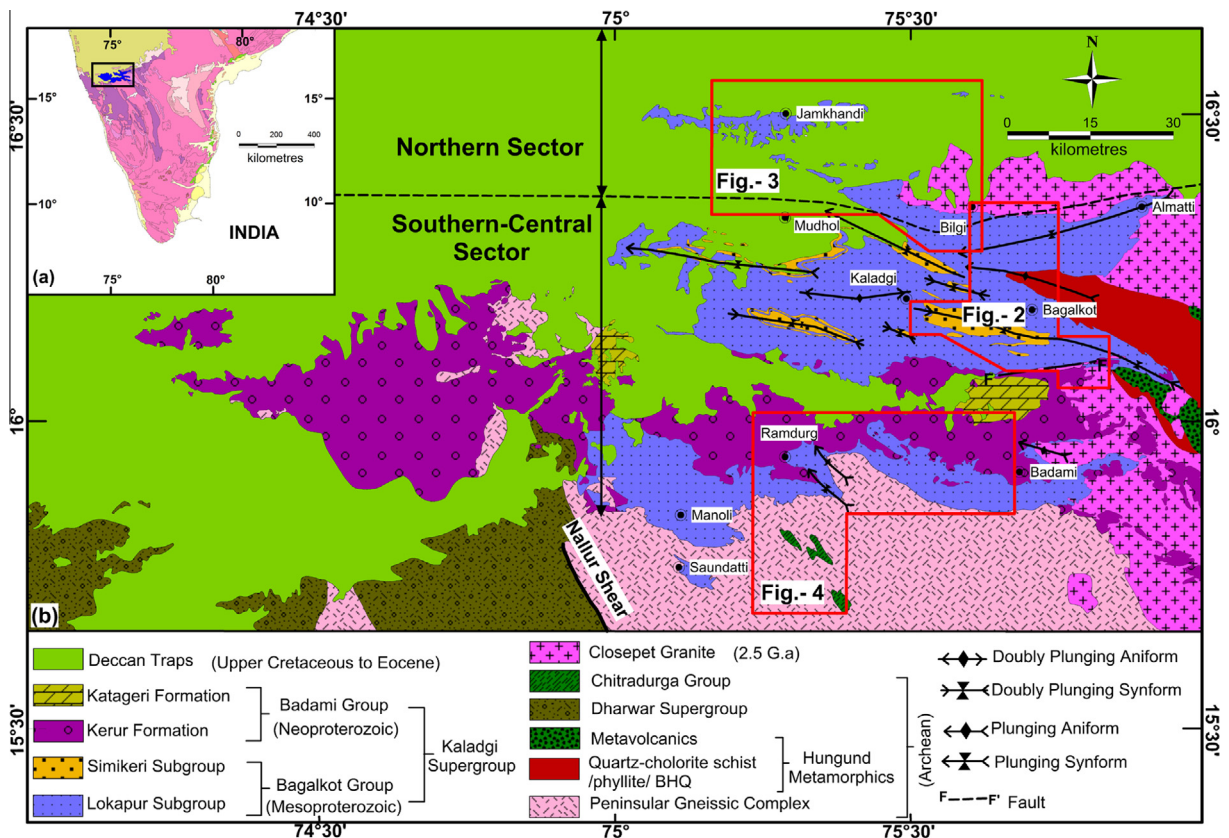 74°30'
75°
75°30'
75°
80°
15°
15°
10°
10°
0 200 400
kilometres
INDIA
(a)
75°
80°
N
0 15 30
kilometres
16°30'
16°30'
Northern Sector
Southern-Central
Sector
Jamkhandi
Fig.- 3
Mudhol
Bilgi
Almatti
Kaladgi
Fig.- 2
Bagalkot
F
F'
16°
16°
Ramdurg
Badami
Manoli
Saundatti
Nallur Shear
Fig.- 4
(b)
Deccan Traps (Upper Cretaceous to Eocene)
Katageri Formation
Kerur Formation
Badami Group
(Neoproterozoic)
Simikeri Subgroup
Lokapur Subgroup
Bagalkot Group
(Mesoproterozoic)
Kaladgi
Supergroup
Closepet Granite (2.5 G.a)
Chitradurga Group
Dharwar Supergroup
Metavolcanics
Quartz-cholorite schist
/phyllite/ BHQ
Hungund
Metamorphics
Peninsular Gneissic Complex
(Archean)
Doubly Plunging Aniform
Doubly Plunging Synform
Plunging Aniform
Plunging Synform
F F' Fault
15°30'
15°30'
74°30'
75°
75°30'